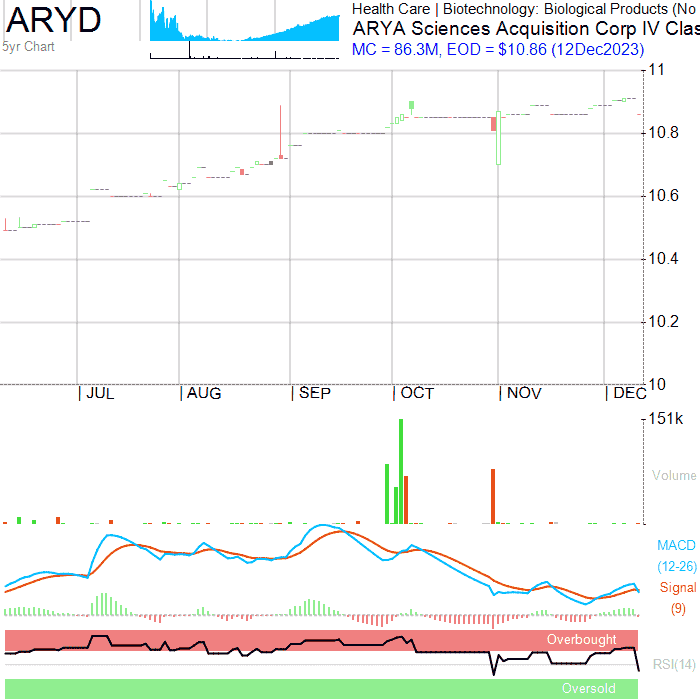 ARYD
5yr Chart
Health Care | Biotechnology: Biological Products (No
ARYA Sciences Acquisition Corp IV Clas
MC = 86.3M, EOD = $10.86 (12Dec2023)
11
10.8
10.6
10.4
10.2
10
| JUL | AUG | SEP | OCT | NOV | DEC
151k
Volume
MACD
(12-26)
Signal
(9)
Overbought
RSI(14)
Oversold